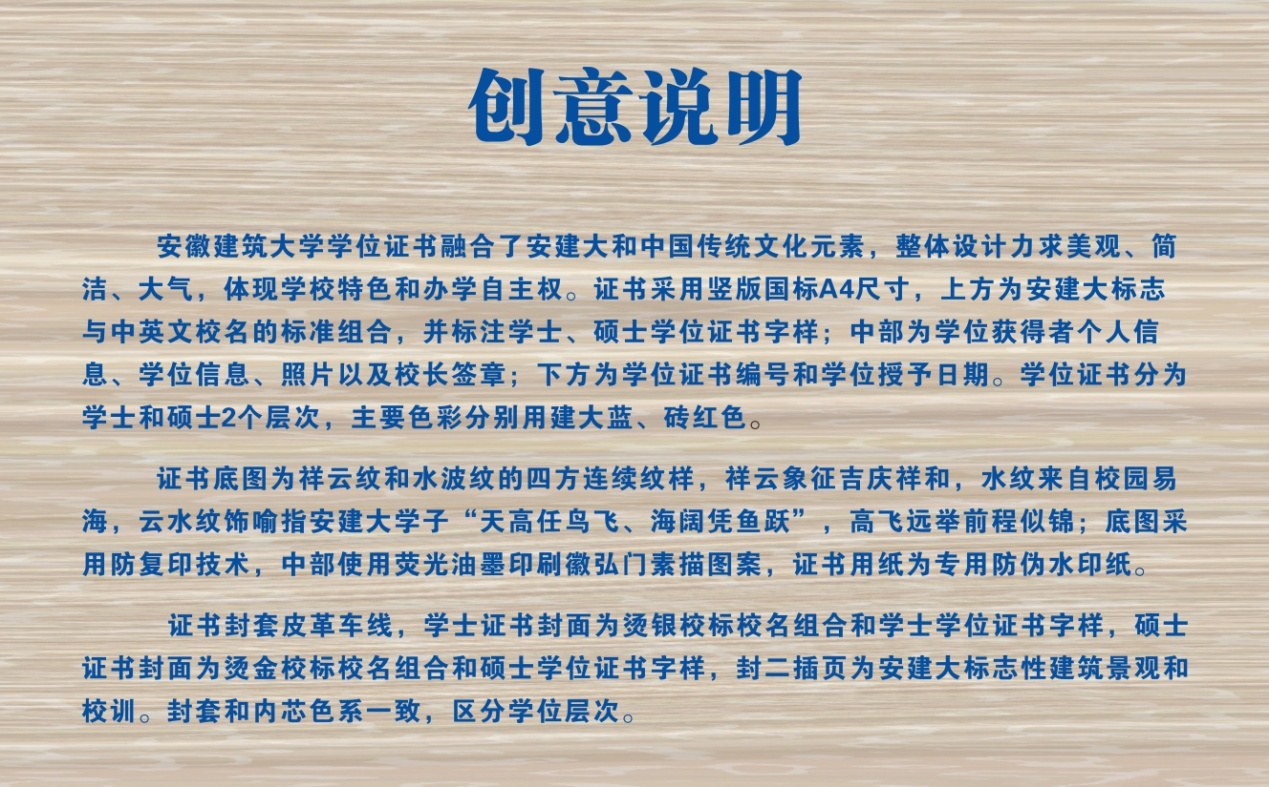 创意说明
安徽建筑大学学位证书融合了安建大和中国传统文化元素，整体设计力求美观、简
洁、大气，体现学校特色和办学自主权。证书采用竖版国标A4尺寸，上方为安建大标志
与中英文校名的标准组合，并标注学士、硕士学位证书字样；中部为学位获得者个人信
息、学位信息、照片以及校长签章；下方为学位证书编号和学位授予日期。学位证书分为
学士和硕士2个层次，主要色彩分别用建大蓝、砖红色。
证书底图为祥云纹和水波纹的四方连续纹样，祥云象征吉庆祥和，水纹来自校园易
海，云水纹饰喻指安建大学子“天高任鸟飞、海阔凭鱼跃”，高飞远举前程似锦；底图采
用防复印技术，中部使用荧光油墨印刷徽弘门素描图案，证书用纸为专用防伪水印纸。
证书封套皮革车线，学士证书封面为烫银校标校名组合和学士学位证书字样，硕士
证书封面为烫金校标校名组合和硕士学位证书字样，封二插页为安建大标志性建筑景观和
校训。封套和内芯色系一致，区分学位层次。